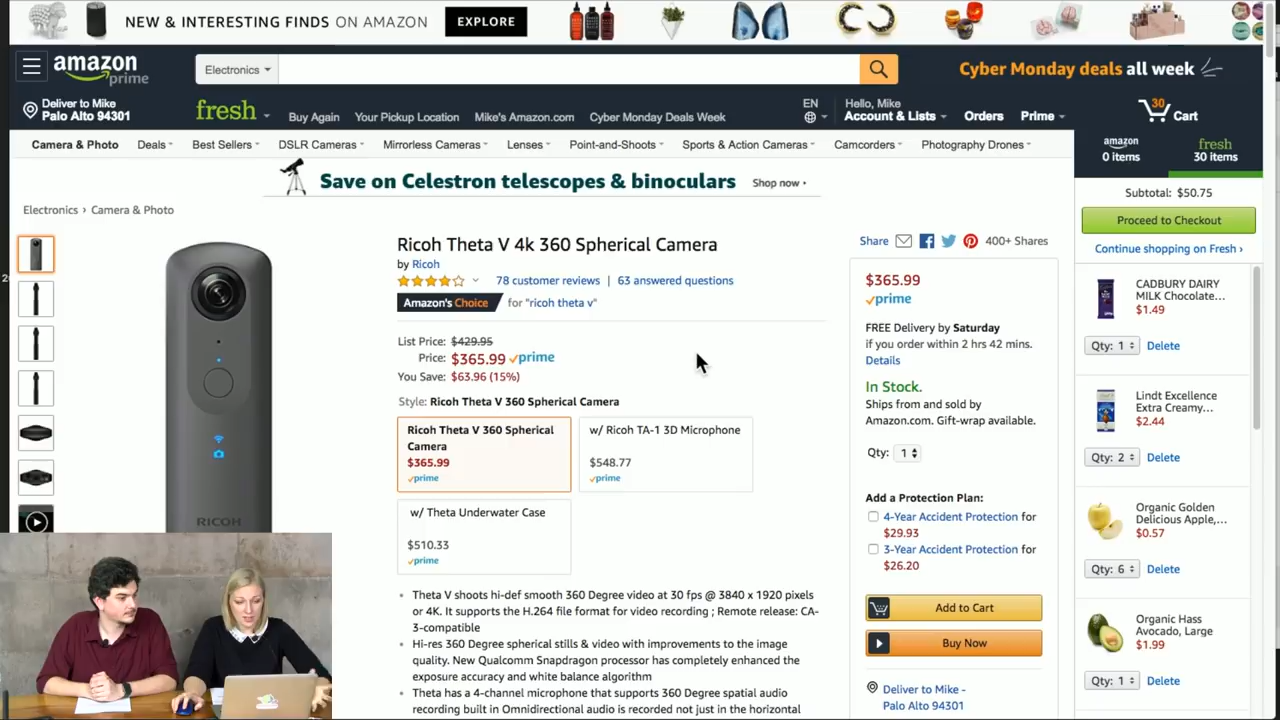 NEW & INTERESTING FINDS ON AMAZON EXPLORE
amazon
prime
Electronics
Cyber Monday deals all week
Deliver to Mike
Palo Alto 94301
fresh
Buy Again
Your Pickup Location
Mike's Amazon.com
Cyber Monday Deals Week
EN
Hello, Mike
Account & Lists
Orders
Prime
30
Cart
amazon
0 items
fresh
30 items
Camera & Photo
Deals
Best Sellers
DSLR Cameras
Mirrorless Cameras
Lenses
Point-and-Shoots
Sports & Action Cameras
Camcorders
Photography Drones
Save on Celestron telescopes & binoculars Shop now ›
Subtotal: $50.75
Proceed to Checkout
Continue shopping on Fresh ›
Electronics › Camera & Photo
RICOH
Ricoh Theta V 4k 360 Spherical Camera
by Ricoh
78 customer reviews | 63 answered questions
Amazon's Choice for "ricoh theta v"
List Price: $429.95
Price: $365.99 prime
You Save: $63.96 (15%)
Style: Ricoh Theta V 360 Spherical Camera
Ricoh Theta V 360 Spherical
Camera
$365.99
prime
w/ Ricoh TA-1 3D Microphone
$548.77
prime
w/ Theta Underwater Case
$510.33
prime
• Theta V shoots hi-def smooth 360 Degree video at 30 fps @ 3840 x 1920 pixels
or 4K. It supports the H.264 file format for video recording ; Remote release: CA-
3-compatible
• Hi-res 360 Degree spherical stills & video with improvements to the image
quality. New Qualcomm Snapdragon processor has completely enhanced the
exposure accuracy and white balance algorithm
• Theta has a 4-channel microphone that supports 360 Degree spatial audio
recording built in Omnidirectional audio is recorded not just in the horizontal
Share 400+ Shares
$365.99
prime
FREE Delivery by Saturday
if you order within 2 hrs 42 mins.
Details
In Stock.
Ships from and sold by
Amazon.com. Gift-wrap available.
Qty: 1
Add a Protection Plan:
4-Year Accident Protection for
$29.93
3-Year Accident Protection for
$26.20
Add to Cart
Buy Now
Deliver to Mike -
Palo Alto 94301
CADBURY DAIRY
MILK Chocolate...
$1.49
Qty: 1 Delete
Lindt Excellence
Extra Creamy...
$2.44
Qty: 2 Delete
Organic Golden
Delicious Apple,...
$0.57
Qty: 6 Delete
Organic Hass
Avocado, Large
$1.99
Qty: 1 Delete